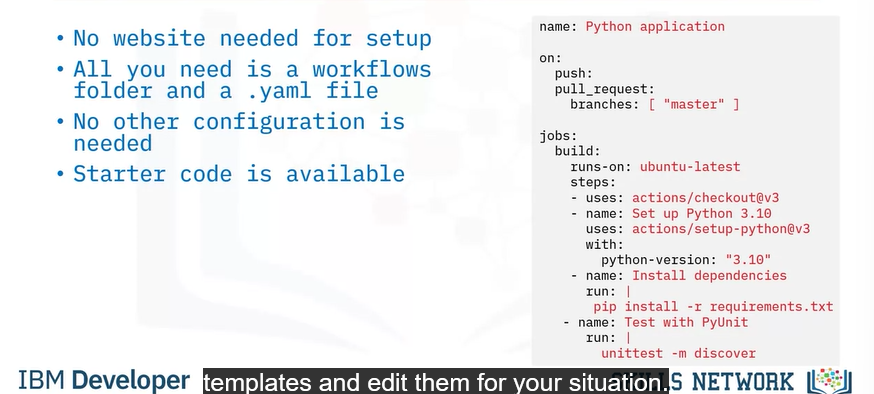 • No website needed for setup
• All you need is a workflows
folder and a .yaml file
• No other configuration is
needed
• Starter code is available
name: Python application
on:
push:
pull_request:
branches: [ "master" ]
jobs:
build:
runs-on: ubuntu-latest
steps:
- uses: actions/checkout@v3
- name: Set up Python 3.10
uses: actions/setup-python@v3
with:
python-version: "3.10"
- name: Install dependencies
run: |
pip install -r requirements.txt
- name: Test with PyUnit
run: |
unittest -m discover
IBM Developer
templates and edit them for your situation.
NETWORK